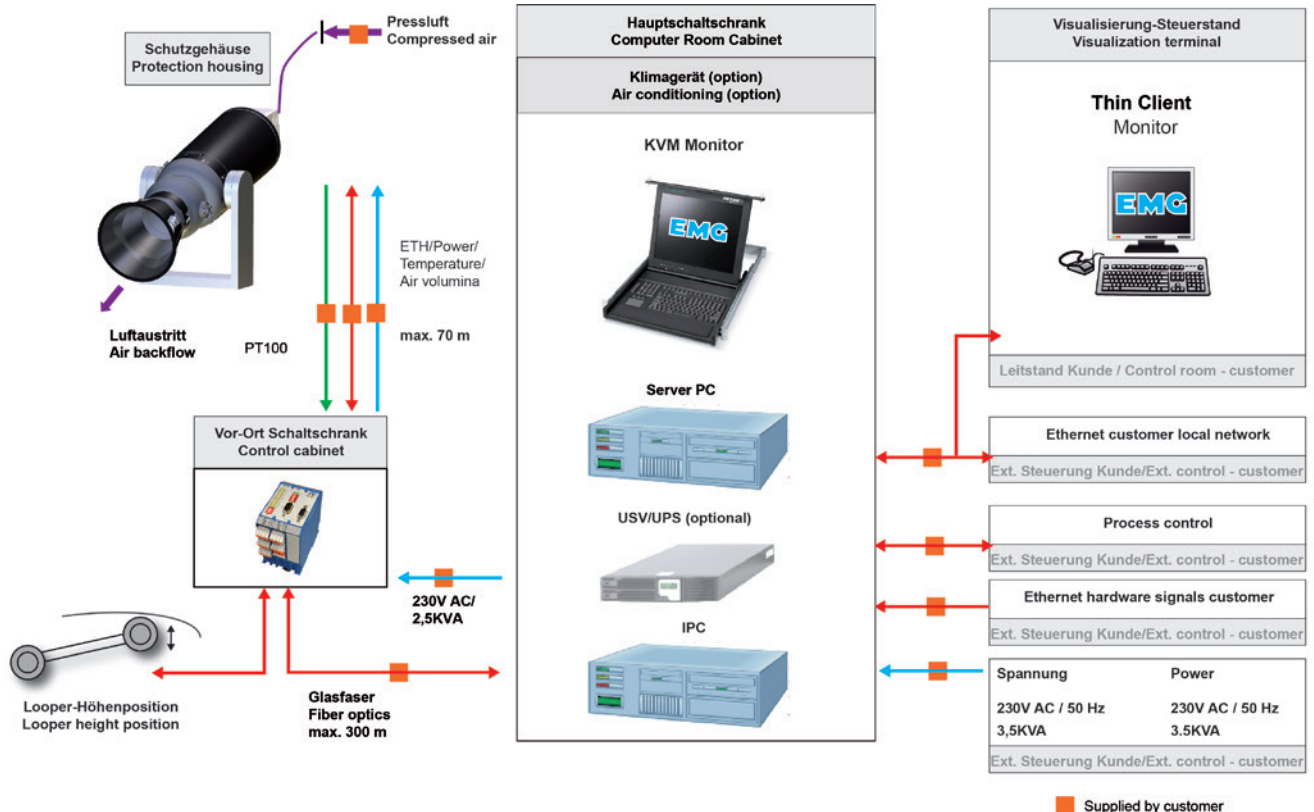 Pressluft
Compressed air
Schutzgehäuse
Protection housing
ETH/Power/
Temperature/
Air volumina
max. 70 m
Luftaustritt
Air backflow
PT100
Vor-Ort Schaltschrank
Control cabinet
230V AC/
2,5KVA
Looper-Höhenposition
Looper height position
Glasfaser
Fiber optics
max. 300 m
Hauptschaltschrank
Computer Room Cabinet
Klimagerät (option)
Air conditioning (option)
KVM Monitor
EMG
Server PC
USV/UPS (optional)
IPC
Visualisierung-Steuerstand
Visualization terminal
Thin Client
Monitor
EMG
Leitstand Kunde / Control room - customer
Ethernet customer local network
Ext. Steuerung Kunde/Ext. control - customer
Process control
Ext. Steuerung Kunde/Ext. control - customer
Ethernet hardware signals customer
Ext. Steuerung Kunde/Ext. control - customer
Spannung Power
230V AC / 50 Hz 230V AC / 50 Hz
3,5KVA 3.5KVA
Ext. Steuerung Kunde/Ext. control - customer
Supplied by customer